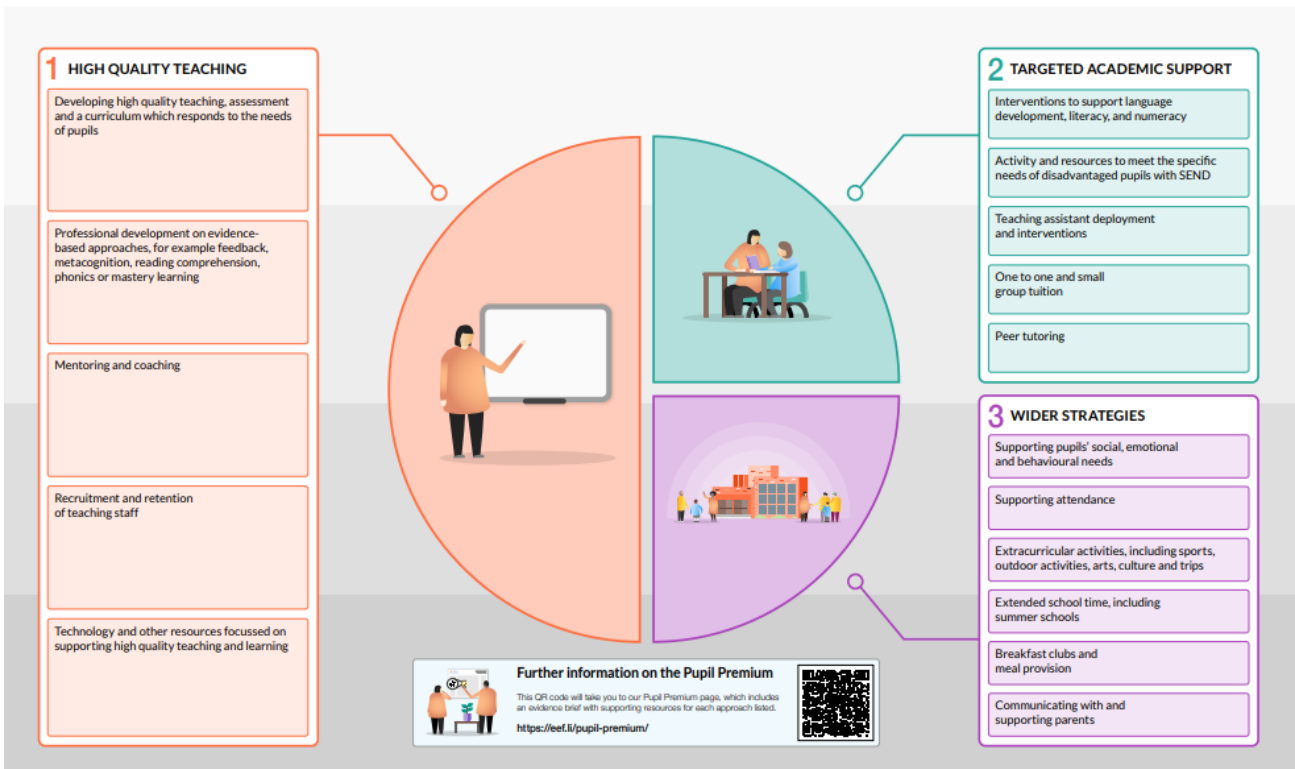 1 HIGH QUALITY TEACHING
Developing high quality teaching, assessment
and a curriculum which responds to the needs
of pupils
Professional development on evidence-
based approaches, for example feedback,
metacognition, reading comprehension,
phonics or mastery learning
Mentoring and coaching
Recruitment and retention
of teaching staff
Technology and other resources focussed on
supporting high quality teaching and learning
2 TARGETED ACADEMIC SUPPORT
Interventions to support language
development, literacy, and numeracy
Activity and resources to meet the specific
needs of disadvantaged pupils with SEND
Teaching assistant deployment
and interventions
One to one and small
group tuition
Peer tutoring
3 WIDER STRATEGIES
Supporting pupils' social, emotional
and behavioural needs
Supporting attendance
Extracurricular activities, including sports,
outdoor activities, arts, culture and trips
Extended school time, including
summer schools
Breakfast clubs and
meal provision
Communicating with and
supporting parents
Further information on the Pupil Premium
This QR code will take you to our Pupil Premium page, which includes
an evidence brief with supporting resources for each approach listed.
https://eef.li/pupil-premium/